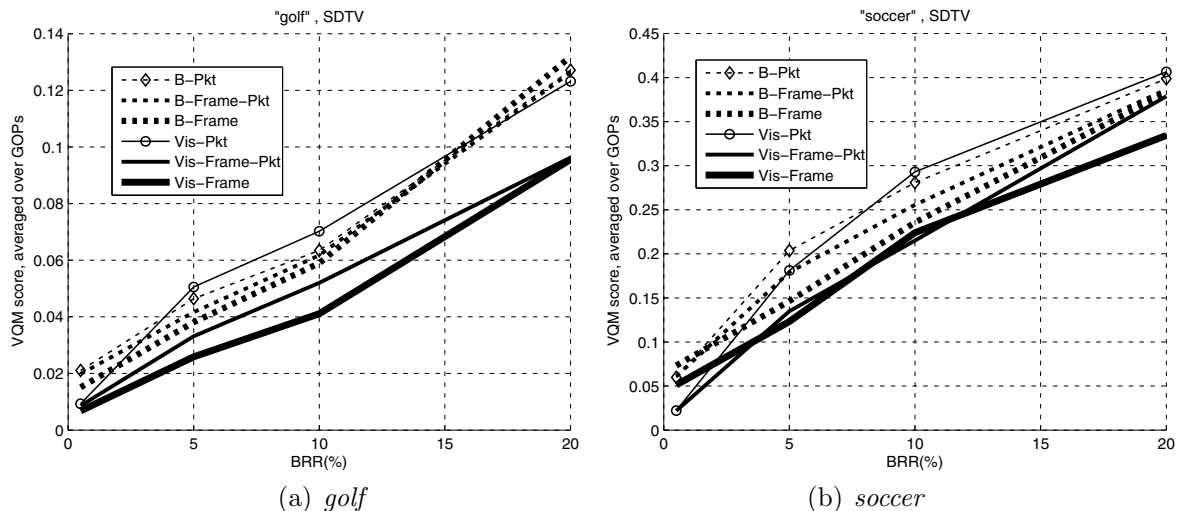 "golf" , SDTV
VQM score, averaged over GOPs
0.14
0.12
0.1
0.08
0.06
0.04
0.02
0
B−Pkt
B−Frame−Pkt
B−Frame
Vis−Pkt
Vis−Frame−Pkt
Vis−Frame
0 5 10 15 20
BRR(%)
(a) golf
"soccer" , SDTV
VQM score, averaged over GOPs
0.45
0.4
0.35
0.3
0.25
0.2
0.15
0.1
0.05
0
B−Pkt
B−Frame−Pkt
B−Frame
Vis−Pkt
Vis−Frame−Pkt
Vis−Frame
0 5 10 15 20
BRR(%)
(b) soccer